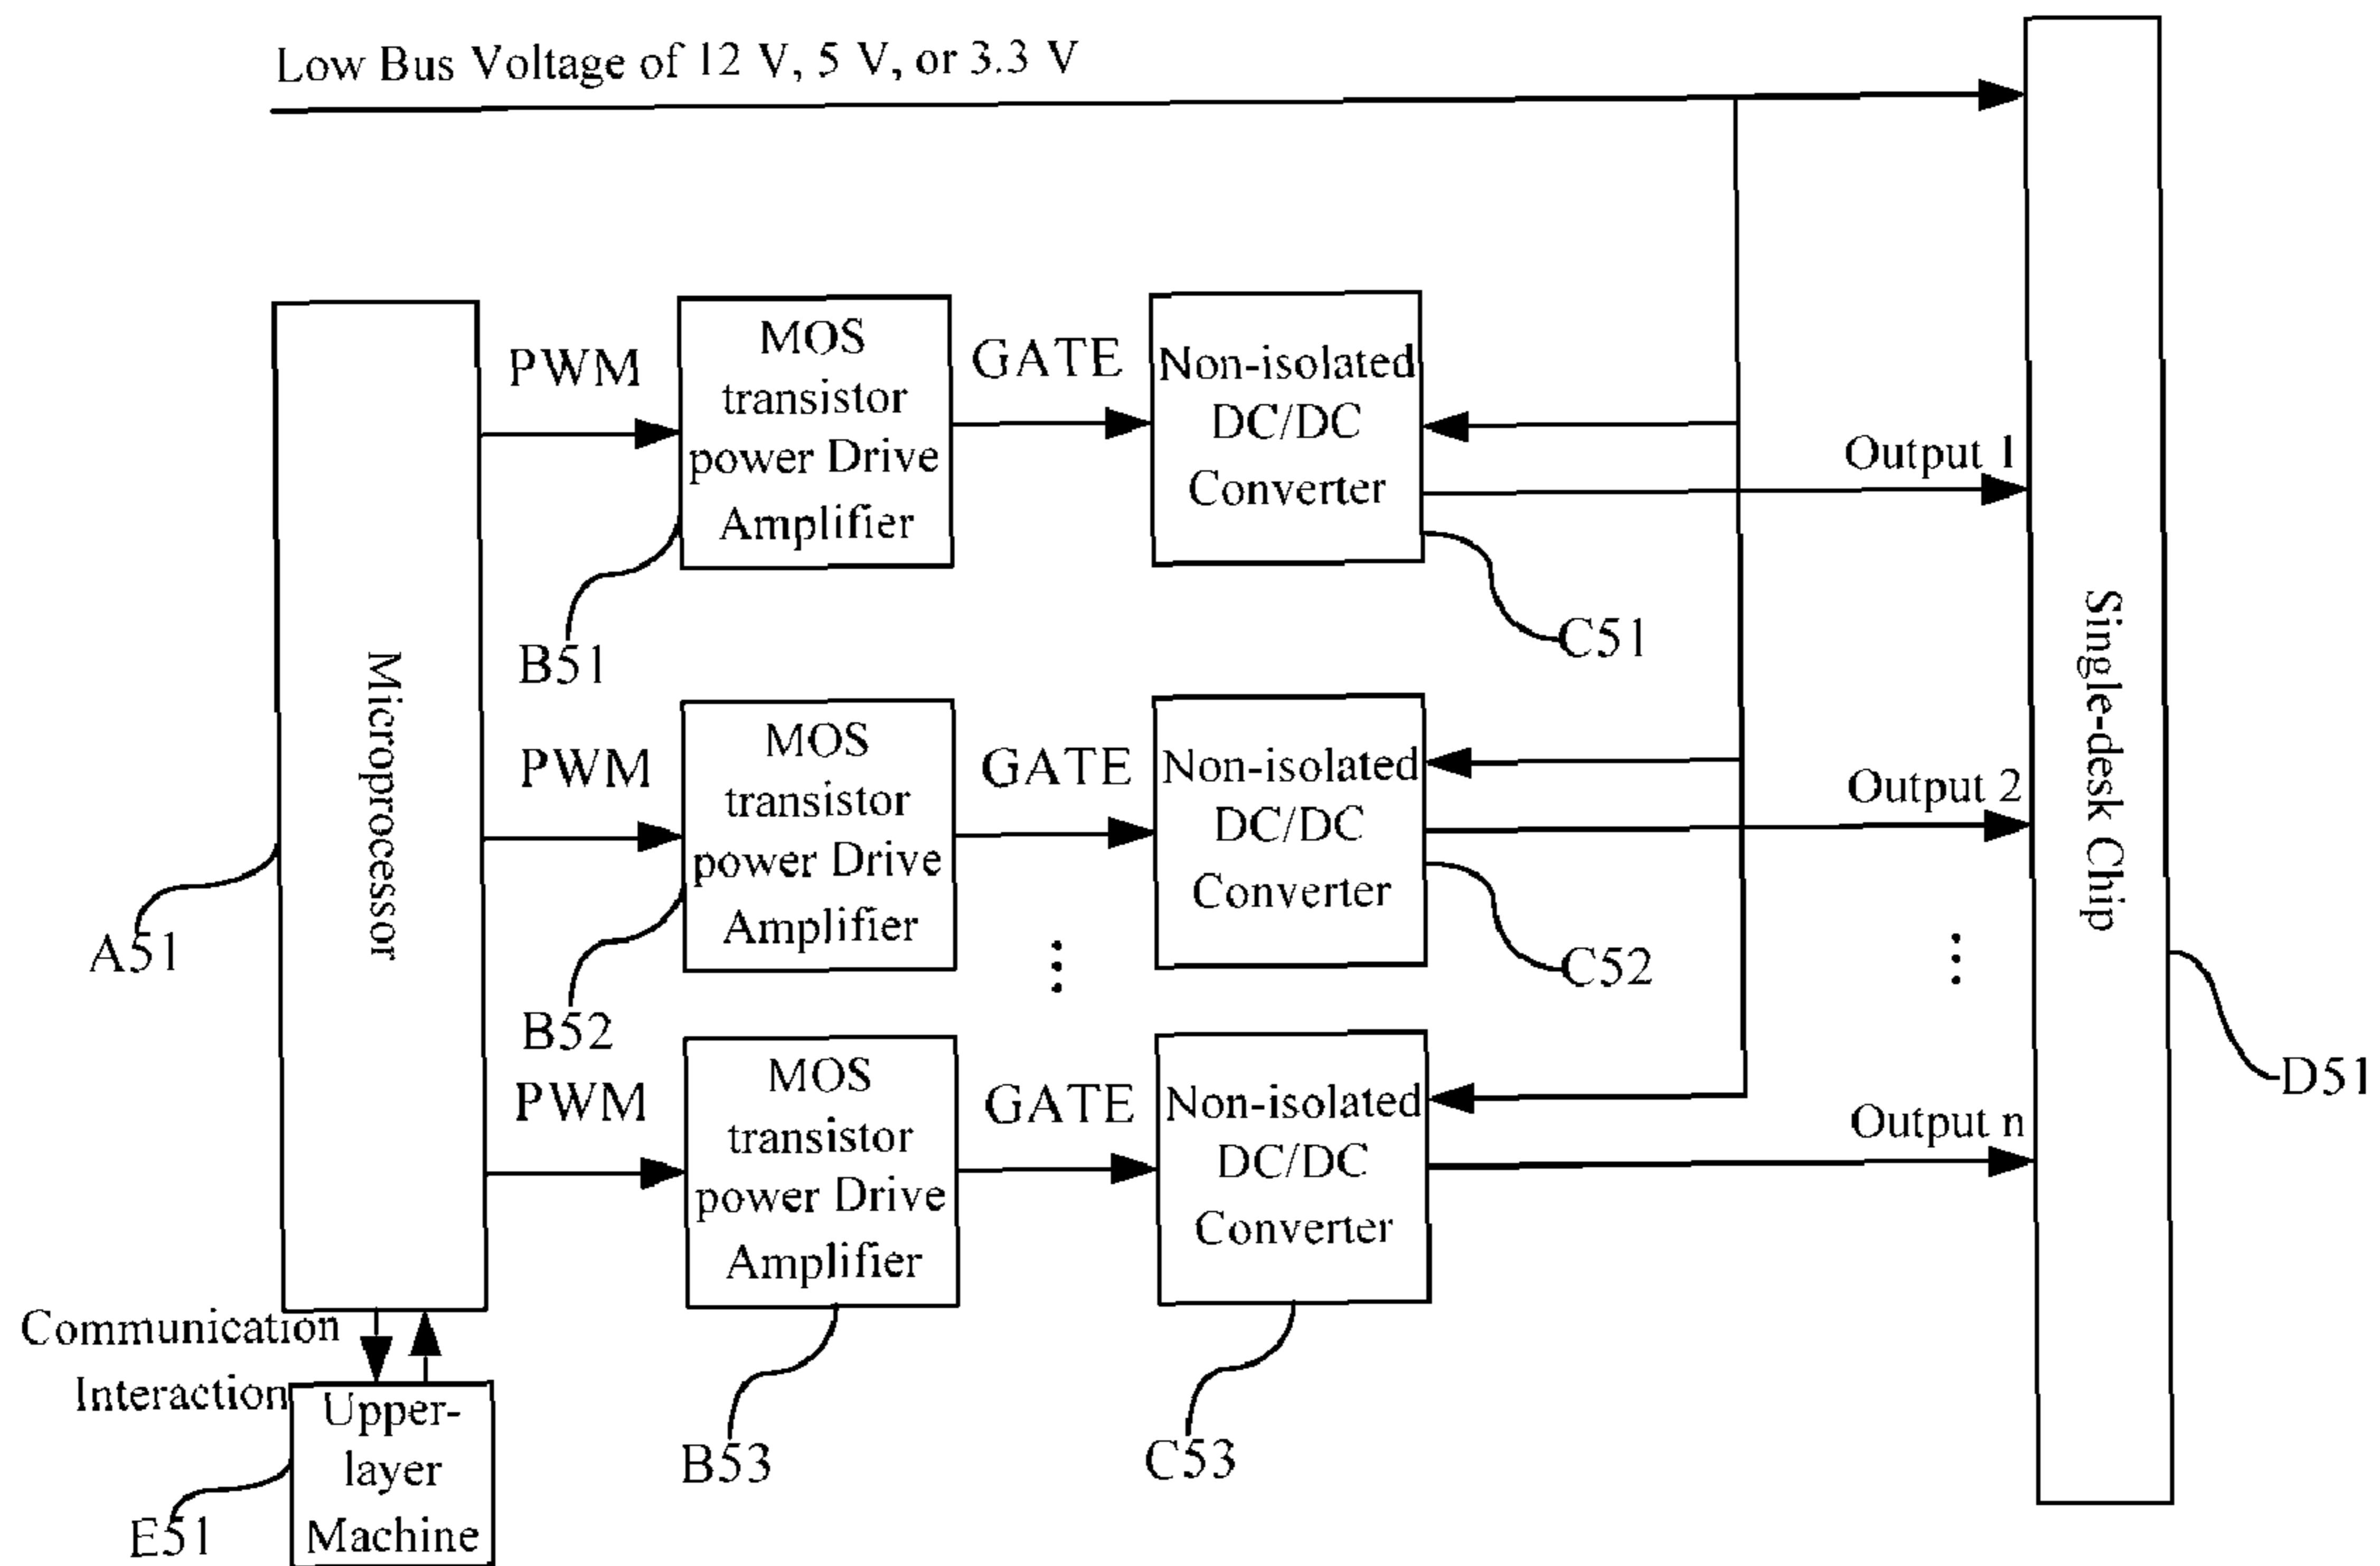 Low Bus Voltage of 12 V, 5 V, or 3.3 V
Microprocessor
A51
PWM
MOS
transistor
power Drive
Amplifier
B51
GATE
Non-isolated
DC/DC
Converter
C51
Output 1
PWM
MOS
transistor
power Drive
Amplifier
B52
GATE
Non-isolated
DC/DC
Converter
C52
Output 2
PWM
MOS
transistor
power Drive
Amplifier
B53
GATE
Non-isolated
DC/DC
Converter
C53
Output n
Single-desk Chip
D51
Communication
Interaction
Upper-
layer
Machine
E51